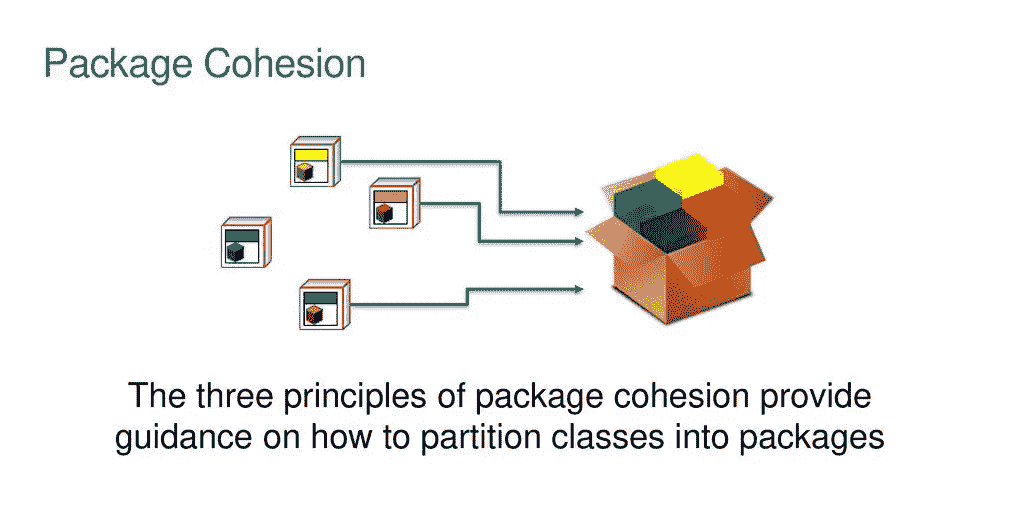 Package Cohesion
The three principles of package cohesion provide
guidance on how to partition classes into packages